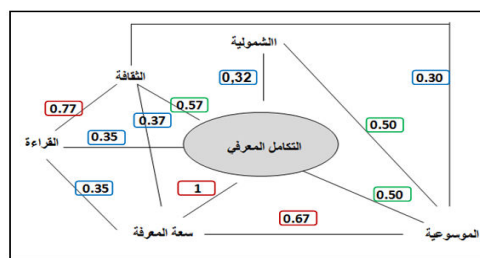 الشمولية
الثقافة
0,32
0.30
0.77
0.57
0.37
0.50
القراءة
0.35
التكامل المعرفي
0.35
1
0.50
0.67
سعة المعرفة
الموسوعية